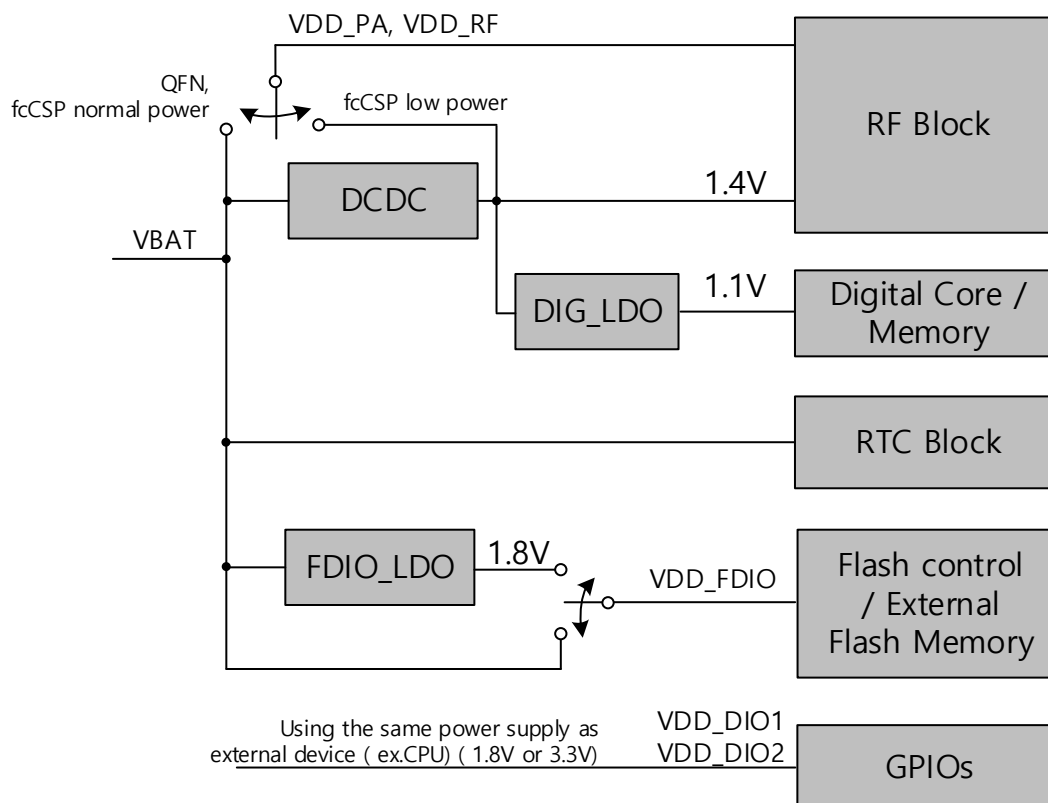 VDD_PA, VDD_RF
QFN,
fcCSP normal power
fcCSP low power
RF Block
DCDC
1.4V
VBAT
DIG_LDO
1.1V
Digital Core /
Memory
RTC Block
FDIO_LDO
1.8V
VDD_FDIO
Flash control
/ External
Flash Memory
Using the same power supply as
external device ( ex.CPU) ( 1.8V or 3.3V)
VDD_DIO1
VDD_DIO2
GPIOs